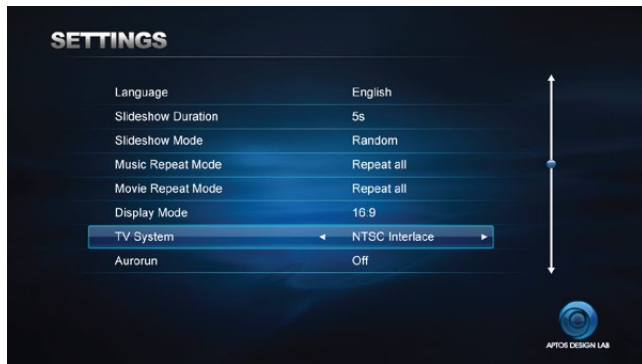 SETTINGS
Language English
Slideshow Duration 5s
Slideshow Mode Random
Music Repeat Mode Repeat all
Movie Repeat Mode Repeat all
Display Mode 16:9
TV System NTSC Interlace
Aurorun Off
APTOS DESIGN LAB